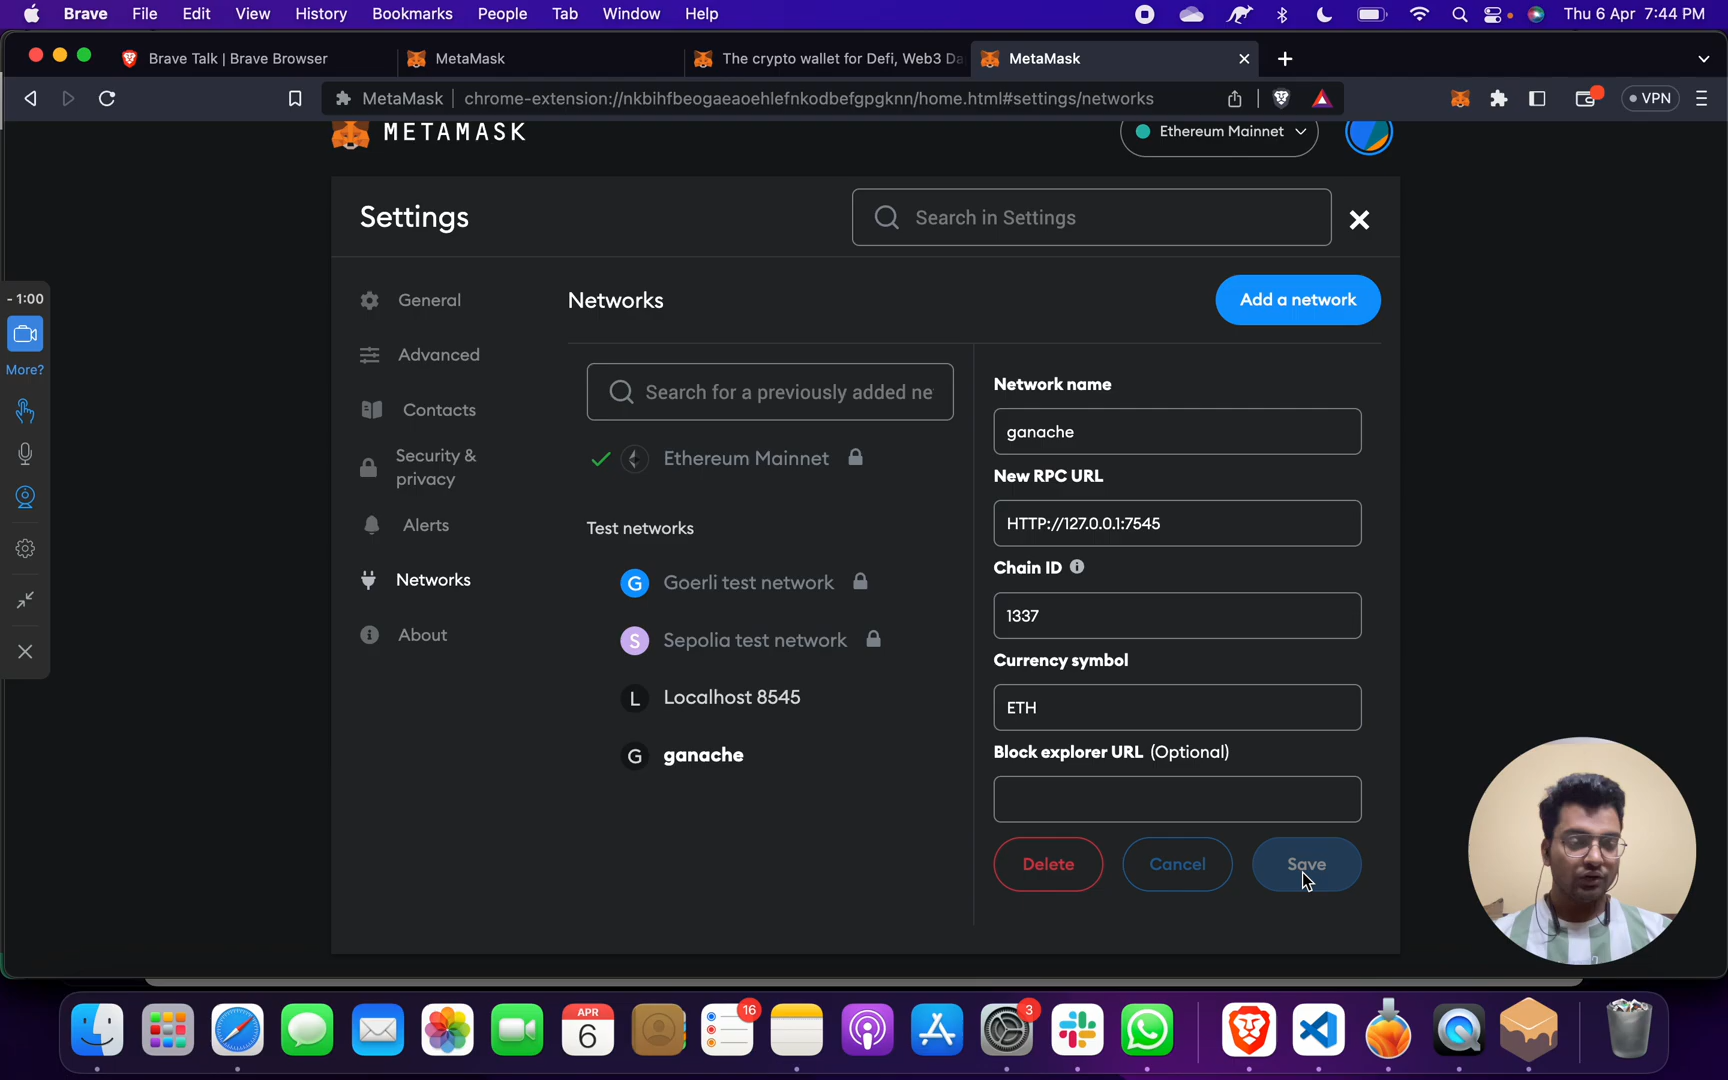 Brave File Edit View History Bookmarks People Tab Window Help
Thu 6 Apr 7:44 PM
Brave Talk | Brave Browser
MetaMask
The crypto wallet for Defi, Web3 Da
MetaMask
MetaMask
chrome-extension://nkbihfbeogaeaoehlefnkodbefgpgknn/home.html#settings/networks
VPN
METAMASK
Ethereum Mainnet
Settings
Search in Settings
- 1:00
More?
General
Advanced
Contacts
Security &
privacy
Alerts
Networks
About
Networks
Add a network
Search for a previously added ne
Ethereum Mainnet
Test networks
G Goerli test network
S Sepolia test network
L Localhost 8545
G ganache
Network name
ganache
New RPC URL
HTTP://127.0.0.1:7545
Chain ID
1337
Currency symbol
ETH
Block explorer URL (Optional)
Delete
Cancel
Save
APR
6
16
3